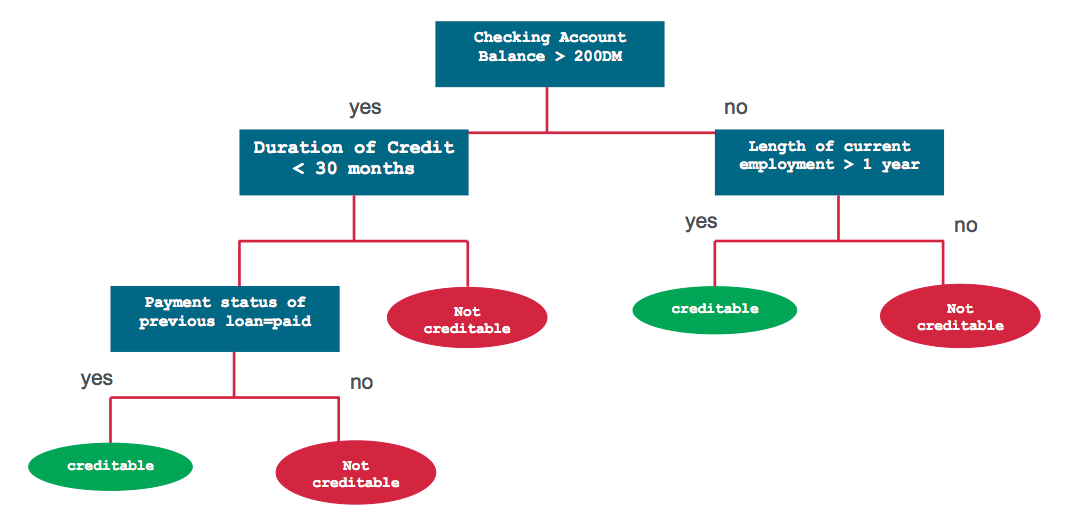 Checking Account
Balance > 200DM
yes
no
Duration of Credit
< 30 months
Length of current
employment > 1 year
yes
no
Payment status of
previous loan=paid
Not
creditable
creditable
Not
creditable
yes
no
creditable
Not
creditable